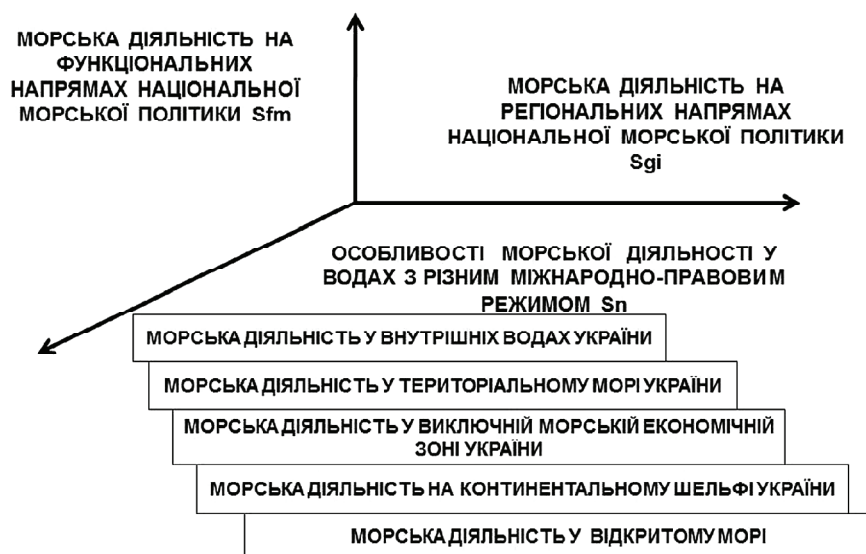 МОРСЬКА ДІЯЛЬНІСТЬ НА
ФУНКЦІОНАЛЬНИХ
НАПРЯМАХ НАЦІОНАЛЬНОЇ
МОРСЬКОЇ ПОЛІТИКИ Sfm
МОРСЬКА ДІЯЛЬНІСТЬ НА
РЕГІОНАЛЬНИХ НАПРЯМАХ
НАЦІОНАЛЬНОЇ МОРСЬКОЇ ПОЛІТИКИ
Sgi
ОСОБЛИВОСТІ МОРСЬКОЇ ДІЯЛЬНОСТІ У
ВОДАХ З РІЗНИМ МІЖНАРОДНО-ПРАВОВИМ
РЕЖИМОМ Sn
МОРСЬКА ДІЯЛЬНІСТЬ У ВНУТРІШНІХ ВОДАХ УКРАЇНИ
МОРСЬКА ДІЯЛЬНІСТЬ У ТЕРИТОРІАЛЬНОМУ МОРІ УКРАЇНИ
МОРСЬКА ДІЯЛЬНІСТЬ У ВИКЛЮЧНІЙ МОРСЬКІЙ ЕКОНОМІЧНІЙ
ЗОНІ УКРАЇНИ
МОРСЬКА ДІЯЛЬНІСТЬ НА КОНТИНЕНТАЛЬНОМУ ШЕЛЬФІ УКРАЇНИ
МОРСЬКА ДІЯЛЬНІСТЬ У ВІДКРИТОМУ МОРІ